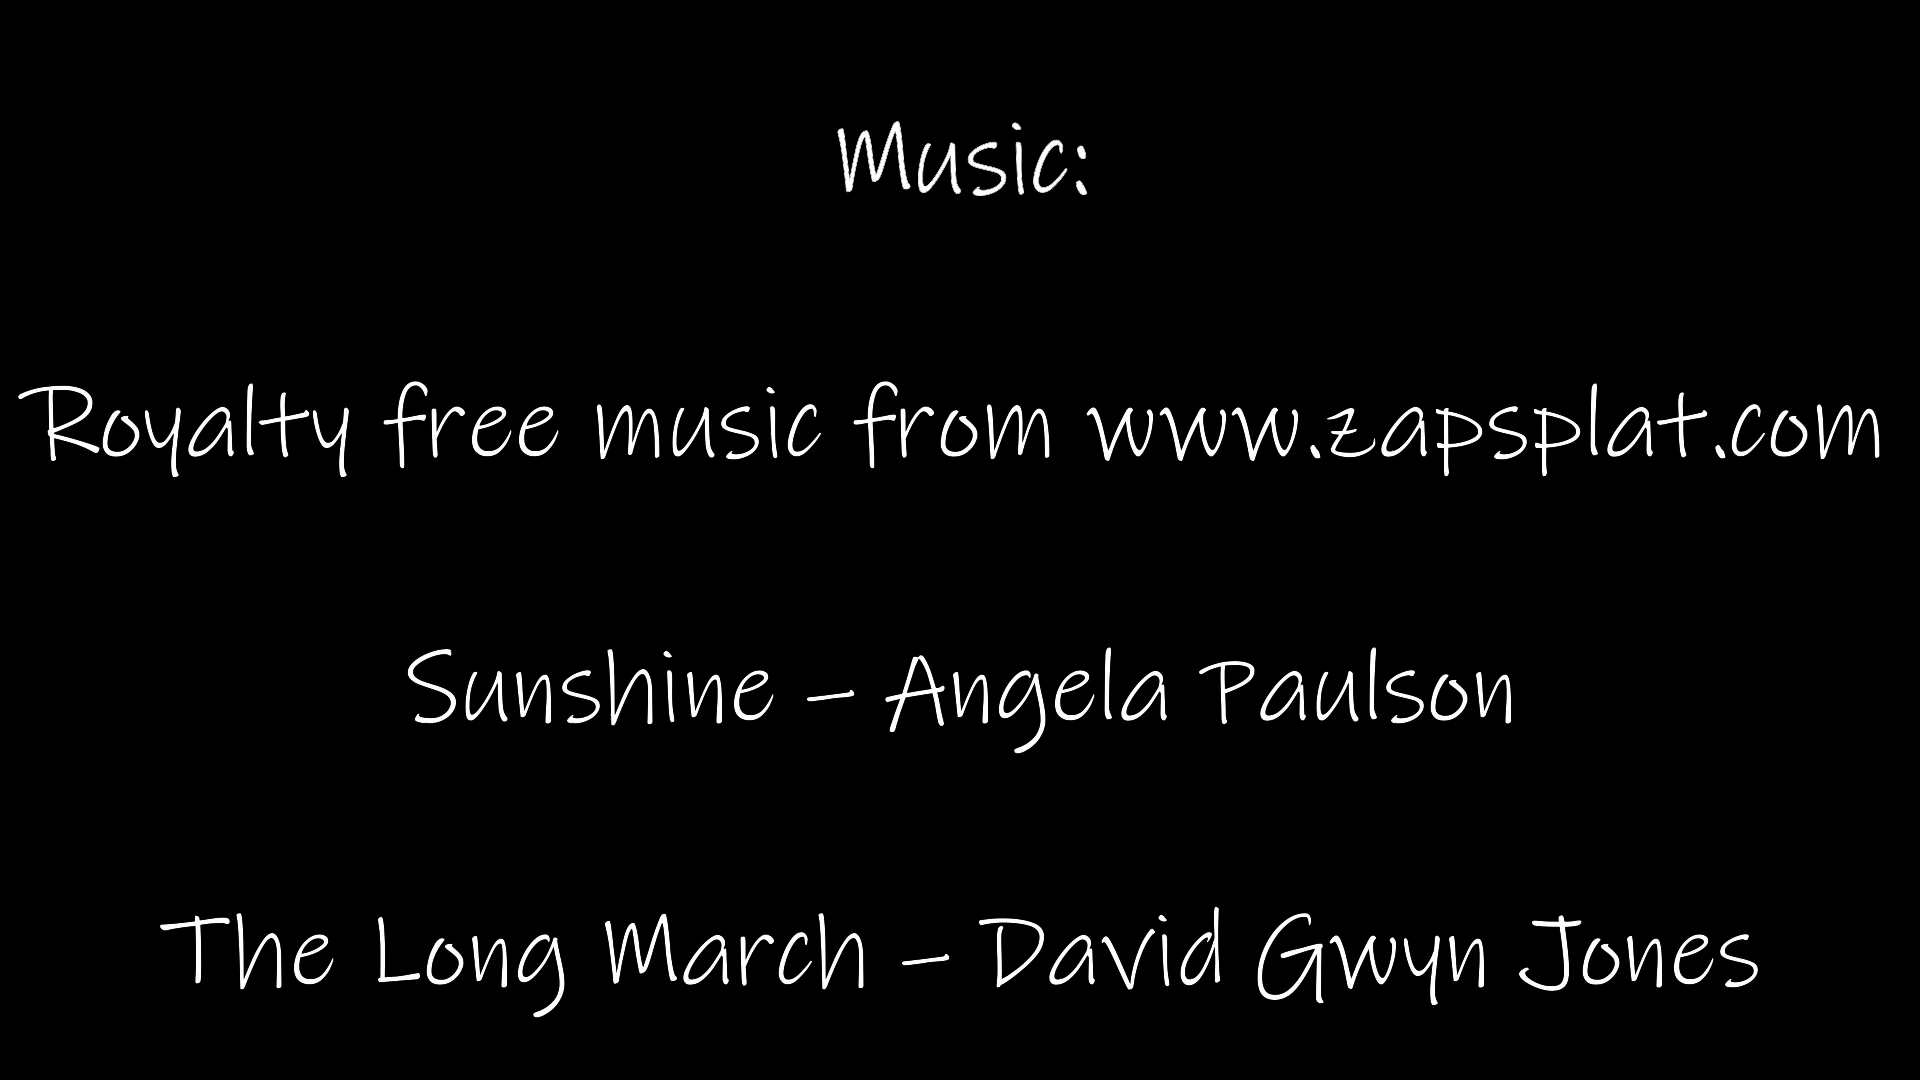 Music:
Royalty free music from www.zapsplat.com
Sunshine – Angela Paulson
The Long March – David Gwyn Jones